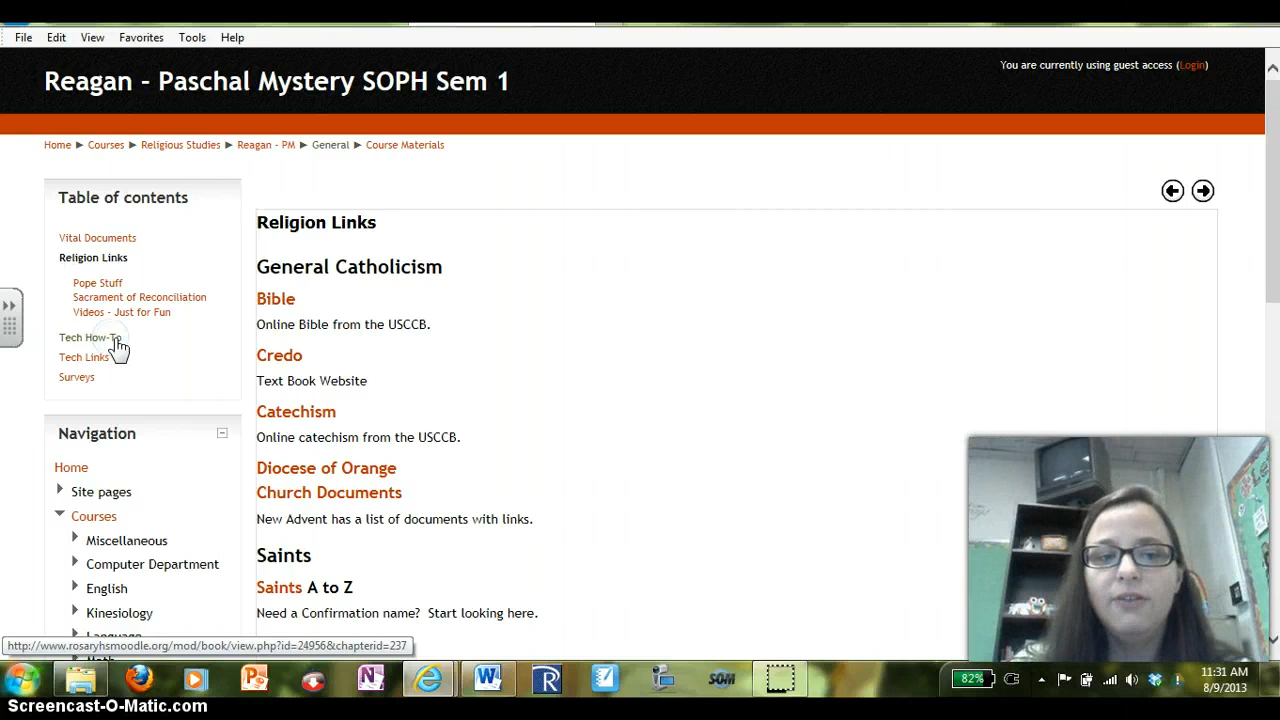 File Edit View Favorites Tools Help
Reagan - Paschal Mystery SOPH Sem 1
You are currently using guest access (Login)
Home ► Courses ► Religious Studies ► Reagan - PM ► General ► Course Materials
Table of contents
Vital Documents
Religion Links
Pope Stuff
Sacrament of Reconciliation
Videos - Just for Fun
Tech How-To
Tech Links
Surveys
Navigation
Home
Site pages
Courses
Miscellaneous
Computer Department
English
Kinesiology
Language
Math
Religion Links
General Catholicism
Bible
Online Bible from the USCCB.
Credo
Text Book Website
Catechism
Online catechism from the USCCB.
Diocese of Orange
Church Documents
New Advent has a list of documents with links.
Saints
Saints A to Z
Need a Confirmation name? Start looking here.
http://www.rosaryhsmoodle.org/mod/book/view.php?id=24956&chapterid=237
SOM
82%
11:31 AM
8/9/2013
Screencast-O-Matic.com